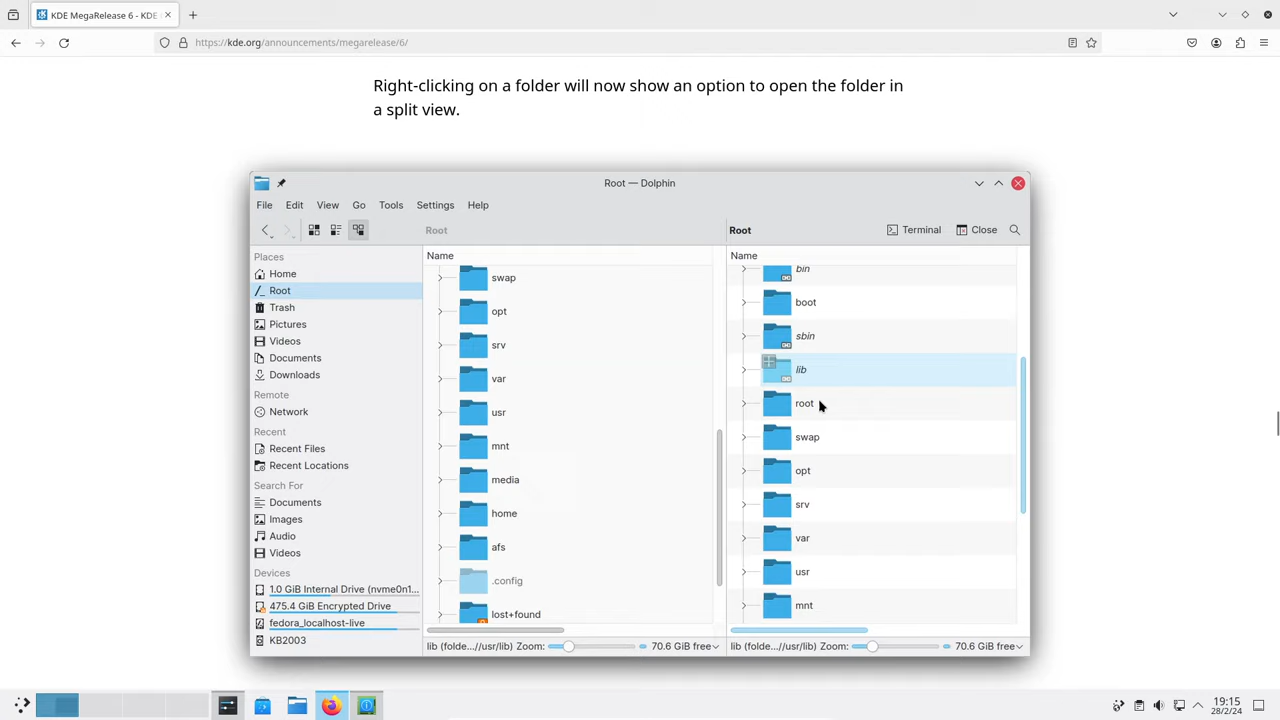 KDE MegaRelease 6 - KDE
https://kde.org/announcements/megarelease/6/
Right-clicking on a folder will now show an option to open the folder in
a split view.
Root — Dolphin
File Edit View Go Tools Settings Help
Root
Root
Terminal
Close
Places
Home
Root
Trash
Pictures
Videos
Documents
Downloads
Remote
Network
Recent
Recent Files
Recent Locations
Search For
Documents
Images
Audio
Videos
Devices
1.0 GiB Internal Drive (nvme0n1...
475.4 GiB Encrypted Drive
fedora_localhost-live
KB2003
Name
swap
opt
srv
var
usr
mnt
media
home
afs
.config
lost+found
lib (folde...//usr/lib) Zoom: 70.6 GiB free
Name
bin
boot
sbin
lib
root
swap
opt
srv
var
usr
mnt
lib (folde...//usr/lib) Zoom: 70.6 GiB free
19:15
28/2/24